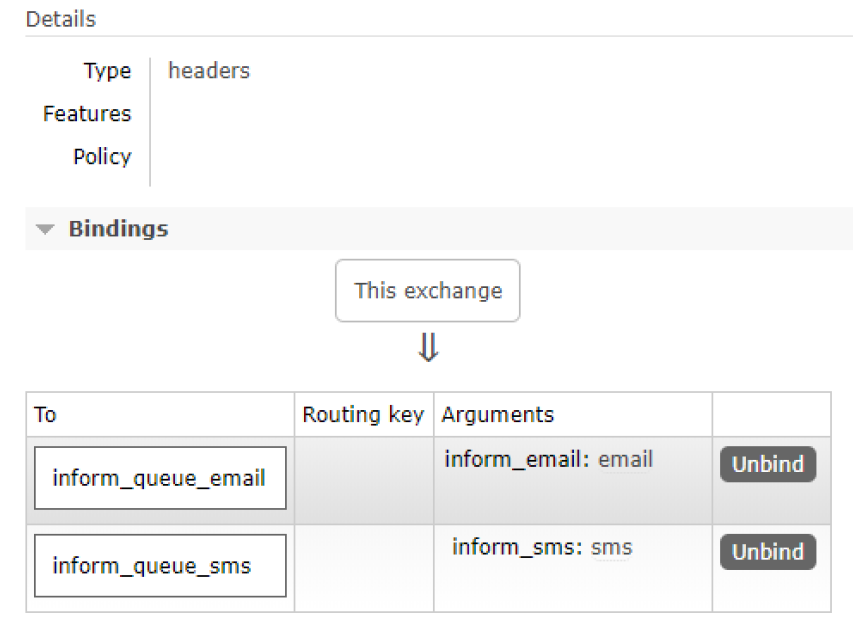 Details
Type headers
Features
Policy
Bindings
This exchange
To Routing key Arguments
inform_queue_email inform_email: email Unbind
inform_queue_sms inform_sms: sms Unbind